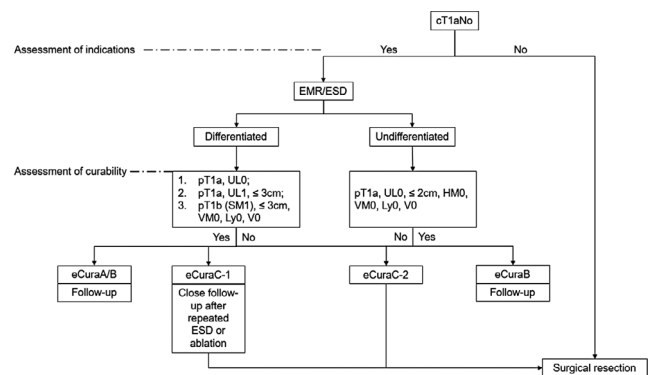 cT1aNo
Assessment of indications
Yes
No
EMR/ESD
Differentiated
Undifferentiated
Assessment of curability
1. pT1a, UL0;
2. pT1a, UL1, ≤ 3cm;
3. pT1b (SM1), ≤ 3cm,
VM0, Ly0, V0
pT1a, UL0, ≤ 2cm, HM0,
VM0, Ly0, V0
Yes
No
No
Yes
eCuraA/B
Follow-up
eCuraC-1
Close follow-
up after
repeated
ESD or
ablation
eCuraC-2
eCuraB
Follow-up
Surgical resection